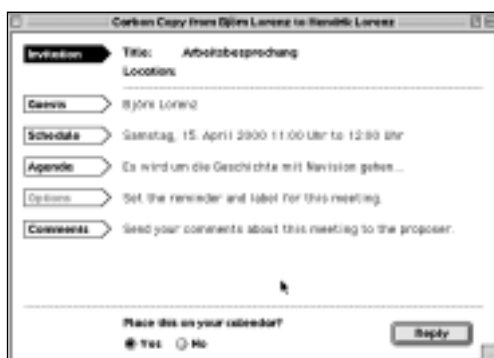 Carbon Copy from Björn Lorenz to Hendrik Lorenz
Invitation Title: Arbeitsbesprechung
Location:
Guests Björn Lorenz
Schedule Samstag, 15. April 2000 11:00 Uhr to 12:00 Uhr
Agenda Es wird um die Geschichte mit Navision gehen...
Options Set the reminder and label for this meeting.
Comments Send your comments about this meeting to the proposer.
Place this on your calendar?
Yes No
Reply